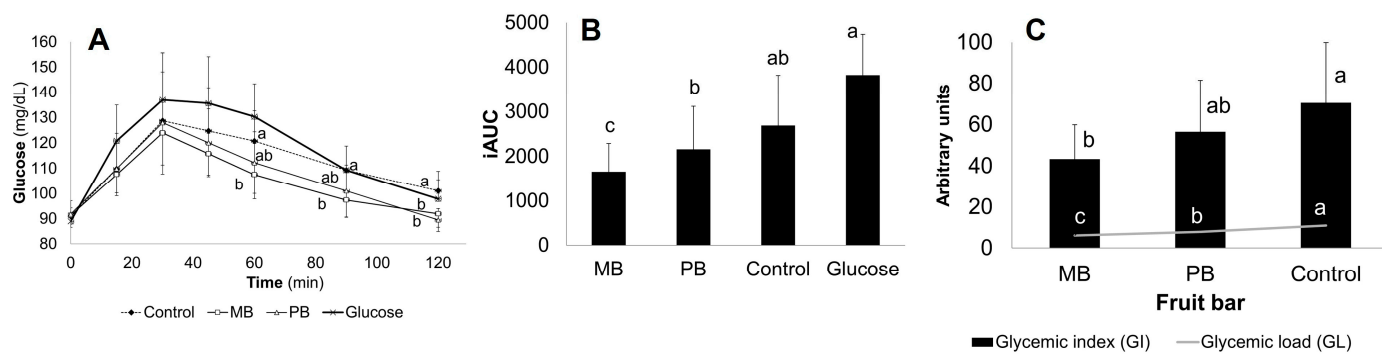 A
160
150
140
130
120
110
100
90
80
Glucose (mg/dL)
a
ab
b
a
ab
b
a
b
b
0 20 40 60 80 100 120
Time (min)
Control MB PB Glucose
B
5000
4000
3000
2000
1000
0
iAUC
c
b
ab
a
MB PB Control Glucose
C
100
80
60
40
20
0
Arbitrary units
b
ab
a
c
b
a
MB PB Control
Fruit bar
Glycemic index (GI) Glycemic load (GL)